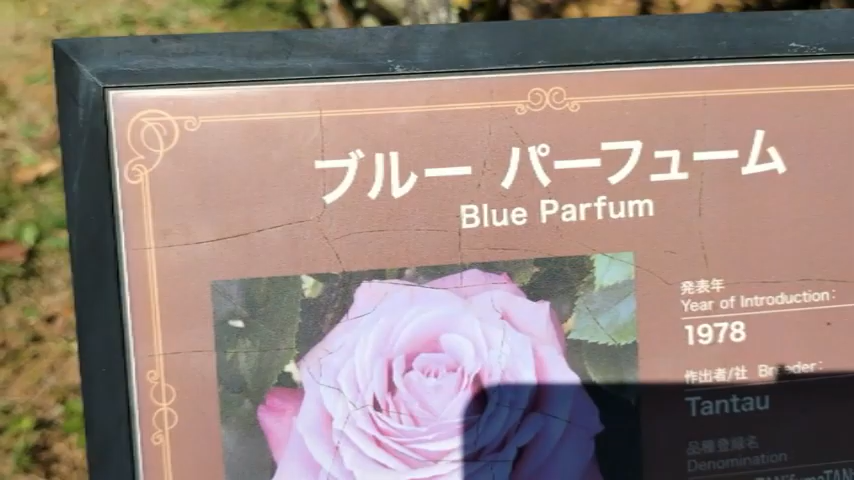 ブルー パーフューム
Blue Parfum
発表年
Year of Introduction:
1978
作出者/社 Breeder:
Tantau
品種登録名
Denomination